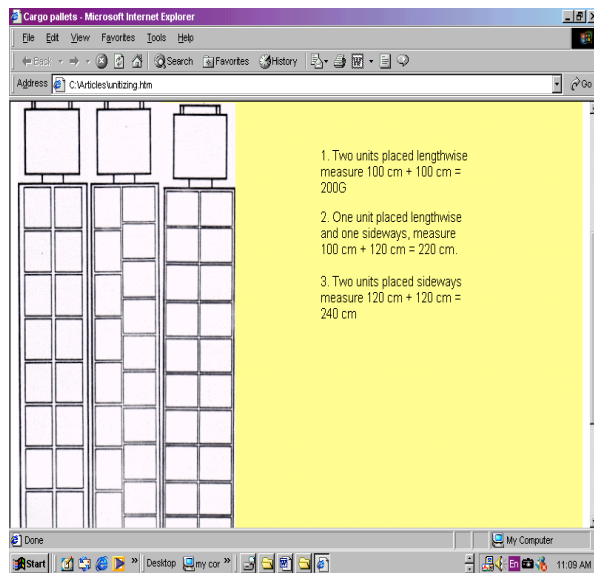 Cargo pallets - Microsoft Internet Explorer
File Edit View Favorites Tools Help
Back Search Favorites History
Address C:\Articles\unitizing.htm Go
1. Two units placed lengthwise
measure 100 cm + 100 cm =
200G
2. One unit placed lengthwise
and one sideways, measure
100 cm + 120 cm = 220 cm.
3. Two units placed sideways
measure 120 cm + 120 cm =
240 cm
Done My Computer
Start » Desktop my cor » En 11:09 AM